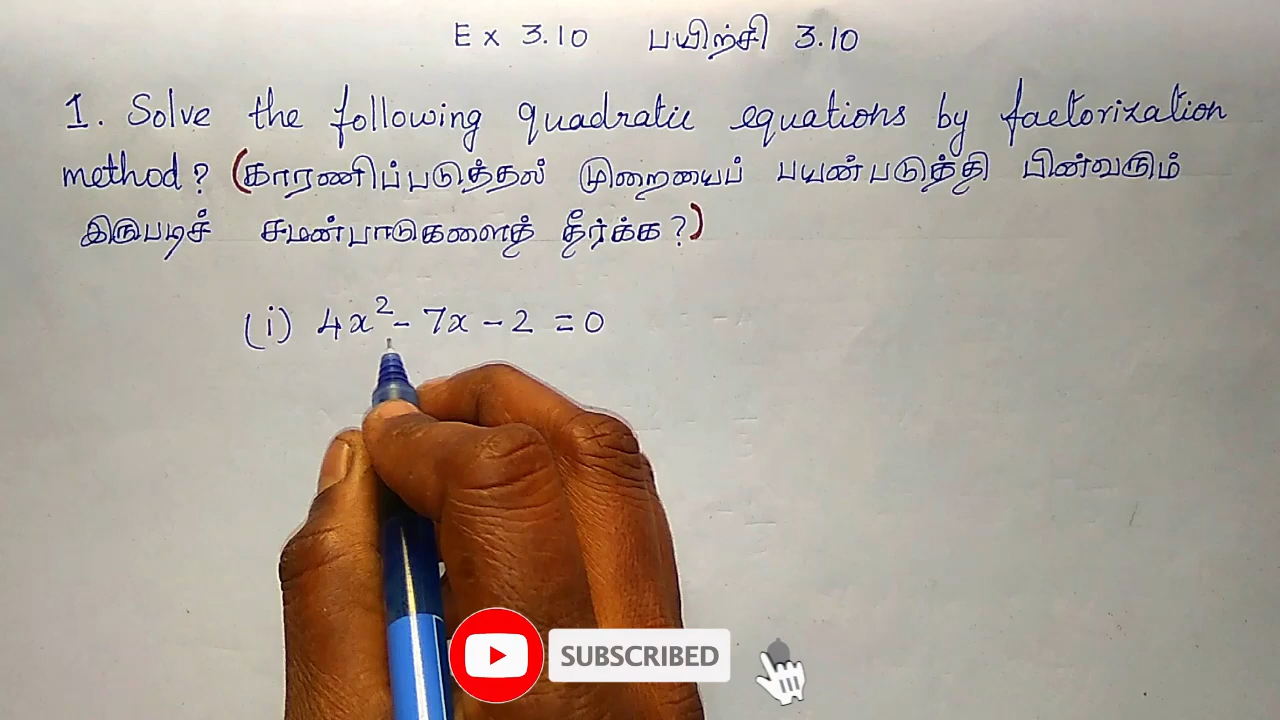 Ex 3.10 பயிற்சி 3.10
1. Solve the following quadratic equations by factorization
method? (காரணிப்படுத்தல் முறையைப் பயன்படுத்தி பின்வரும்
இருபடிச் சமன்பாடுகளைத் தீர்க்க?)
(i) 4x² - 7x - 2 = 0
SUBSCRIBED